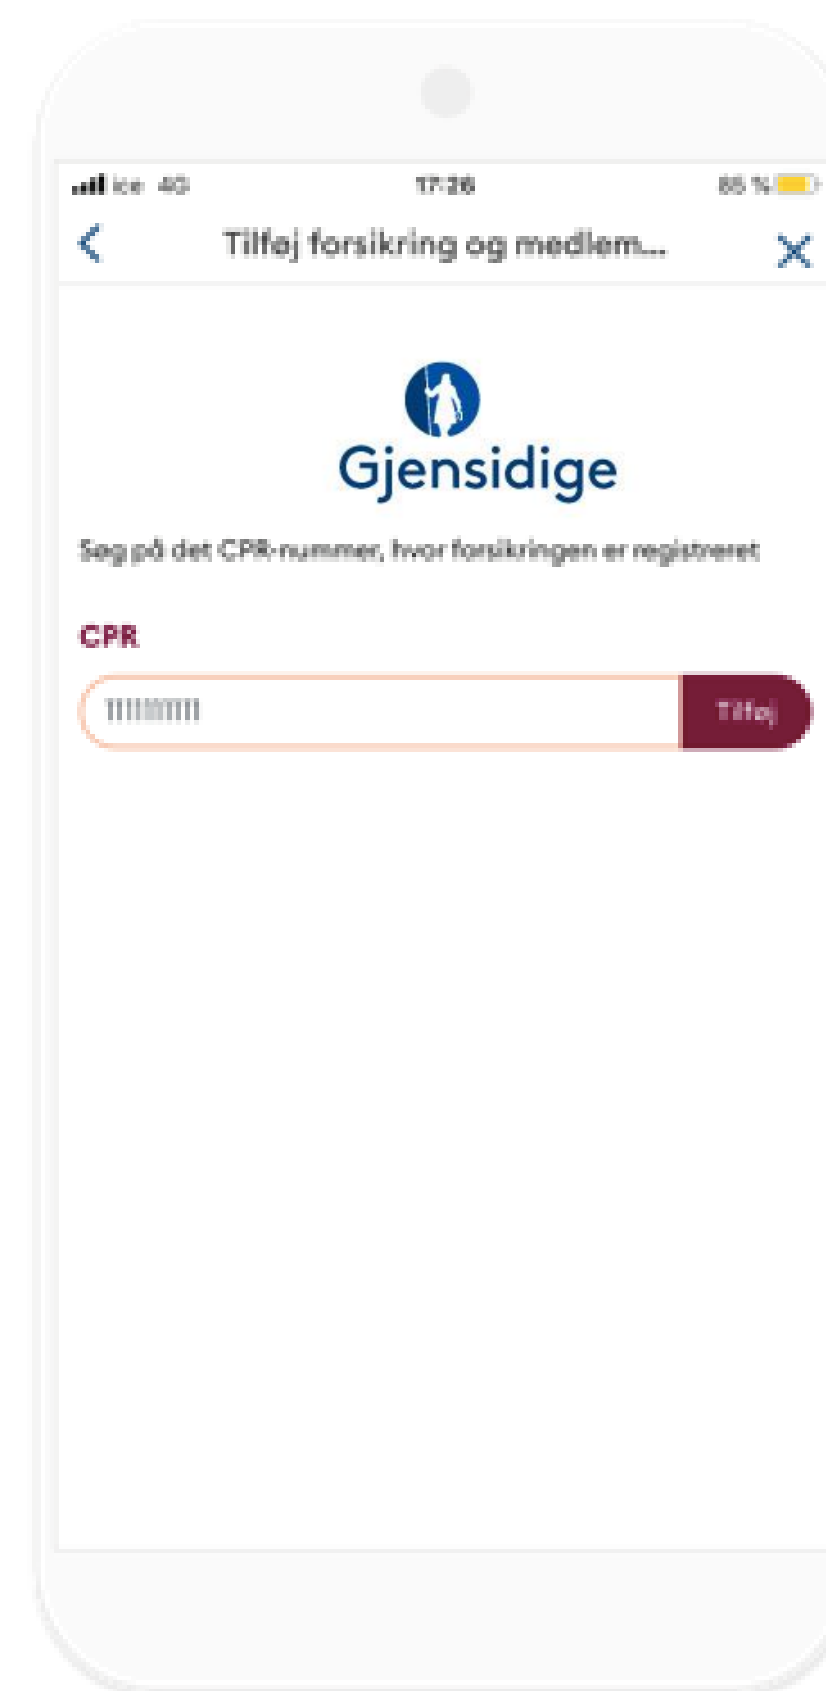 ice 4G 17:26 85 %
Tilføj forsikring og medlem...
Gjensidige
Søg på det CPR-nummer, hvor forsikringen er registreret
CPR
1111111111 Tilføj